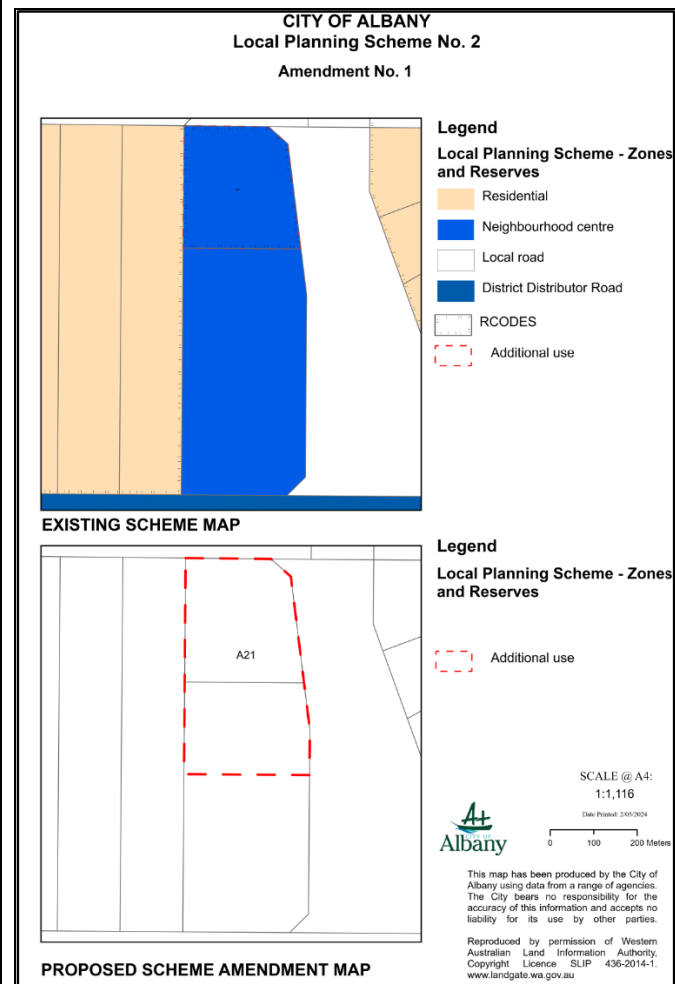 CITY OF ALBANY
Local Planning Scheme No. 2
Amendment No. 1
Legend
Local Planning Scheme - Zones
and Reserves
Residential
Neighbourhood centre
Local road
District Distributor Road
RCODES
Additional use
EXISTING SCHEME MAP
Legend
Local Planning Scheme - Zones
and Reserves
Additional use
A21
SCALE @ A4:
1:1,116
Date Printed: 2/05/2024
0 100 200 Meters
CITY OF
Albany
This map has been produced by the City of
Albany using data from a range of agencies.
The City bears no responsibility for the
accuracy of this information and accepts no
liability for its use by other parties.
Reproduced by permission of Western
Australian Land Information Authority,
Copyright Licence SLIP 436-2014-1.
www.landgate.wa.gov.au
PROPOSED SCHEME AMENDMENT MAP